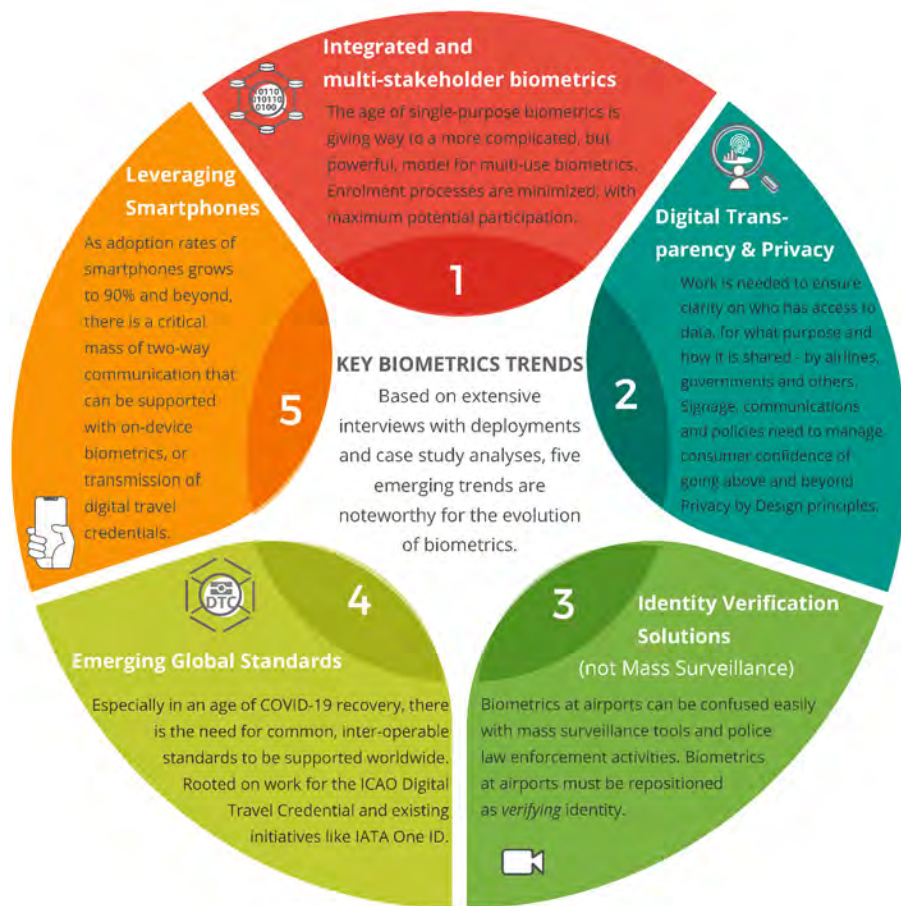 Integrated and
multi-stakeholder biometrics
The age of single-purpose biometrics is
giving way to a more complicated, but
powerful, model for multi-use biometrics.
Enrolment processes are minimized, with
maximum potential participation.
1
0110
010110
0100
Digital Trans-
parency & Privacy
Work is needed to ensure
clarity on who has access to
data, for what purpose and
how it is shared - by airlines,
governments and others.
Signage, communications
and policies need to manage
consumer confidence of
going above and beyond
Privacy by Design principles.
2
Identity Verification
Solutions
(not Mass Surveillance)
Biometrics at airports can be confused easily
with mass surveillance tools and police
law enforcement activities. Biometrics
at airports must be repositioned
as verifying identity.
3
DTC
Emerging Global Standards
Especially in an age of COVID-19 recovery, there
is the need for common, inter-operable
standards to be supported worldwide.
Rooted on work for the ICAO Digital
Travel Credential and existing
initiatives like IATA One ID.
4
Leveraging
Smartphones
As adoption rates of
smartphones grows
to 90% and beyond,
there is a critical
mass of two-way
communication that
can be supported
with on-device
biometrics, or
transmission of
digital travel
credentials.
5
KEY BIOMETRICS TRENDS
Based on extensive
interviews with deployments
and case study analyses, five
emerging trends are
noteworthy for the evolution
of biometrics.